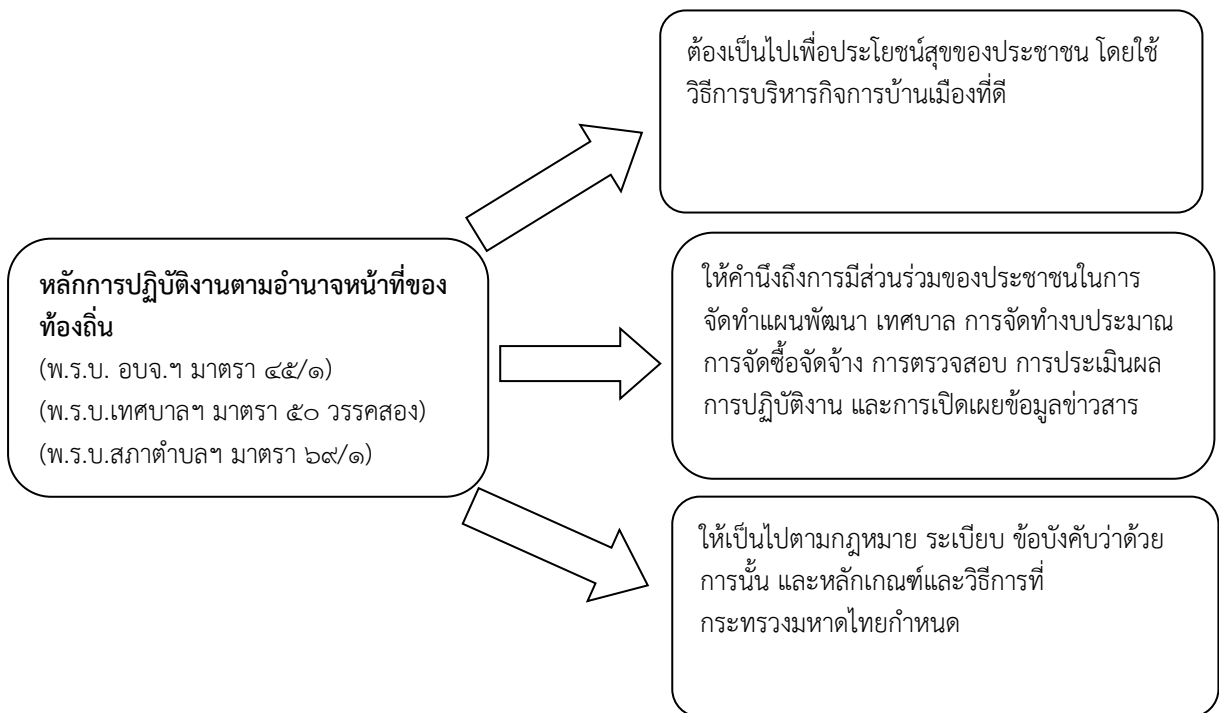 ต้องเป็นไปเพื่อประโยชน์สุขของประชาชน โดยใช้
วิธีการบริหารกิจการบ้านเมืองที่ดี
หลักการปฏิบัติงานตามอำนาจหน้าที่ของ
ท้องถิ่น
(พ.ร.บ. อบจ.ฯ มาตรา ๔๕/๑)
(พ.ร.บ.เทศบาลฯ มาตรา ๕๐ วรรคสอง)
(พ.ร.บ.สภาตำบลฯ มาตรา ๖๙/๑)
ให้คำนึงถึงการมีส่วนร่วมของประชาชนในการ
จัดทำแผนพัฒนา เทศบาล การจัดทำงบประมาณ
การจัดซื้อจัดจ้าง การตรวจสอบ การประเมินผล
การปฏิบัติงาน และการเปิดเผยข้อมูลข่าวสาร
ให้เป็นไปตามกฎหมาย ระเบียบ ข้อบังคับว่าด้วย
การนั้น และหลักเกณฑ์และวิธีการที่
กระทรวงมหาดไทยกำหนด